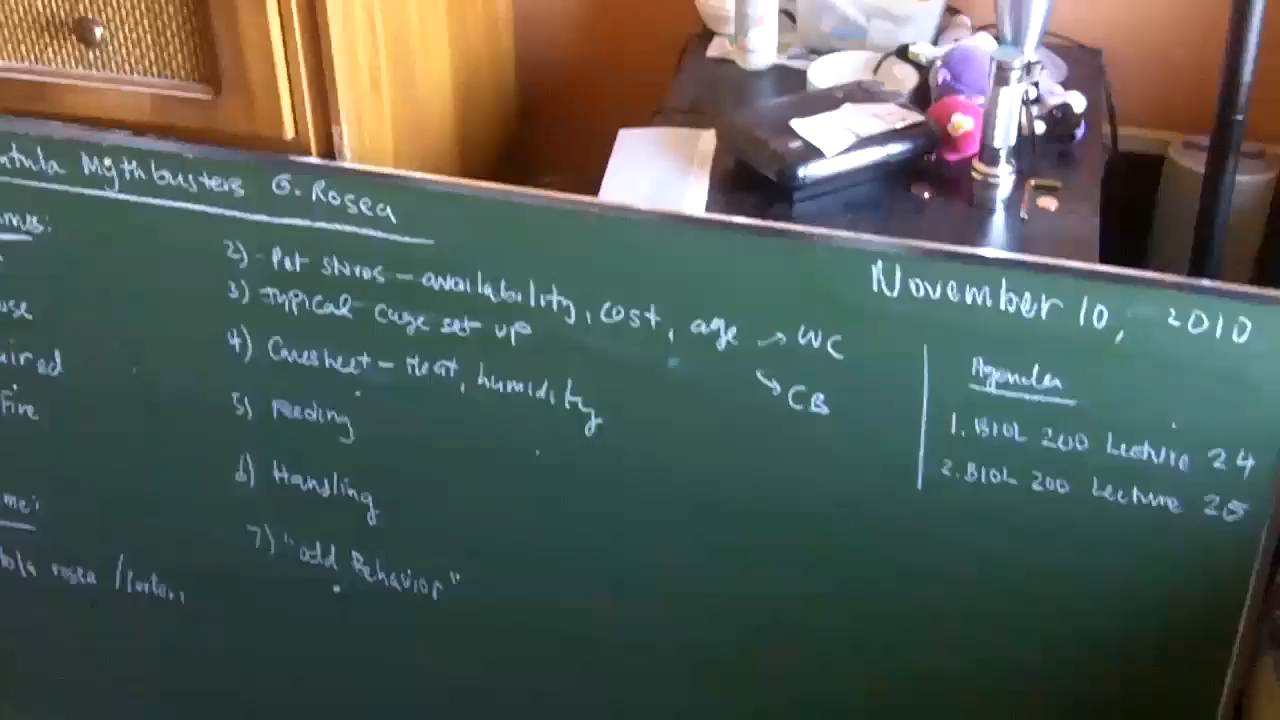 Mythbusters G. Rosea
2) - Pet stores - availability, cost, age → WC
↘ CB
3) Typical cage set up
4) Caresheet - Heat, humidity
5) Feeding
6) Handling
7) "odd Behavior"
Fire
rosea /
November 10, 2010
Agenda
1. BIOL 200 Lecture 24
2. BIOL 200 Lecture 25